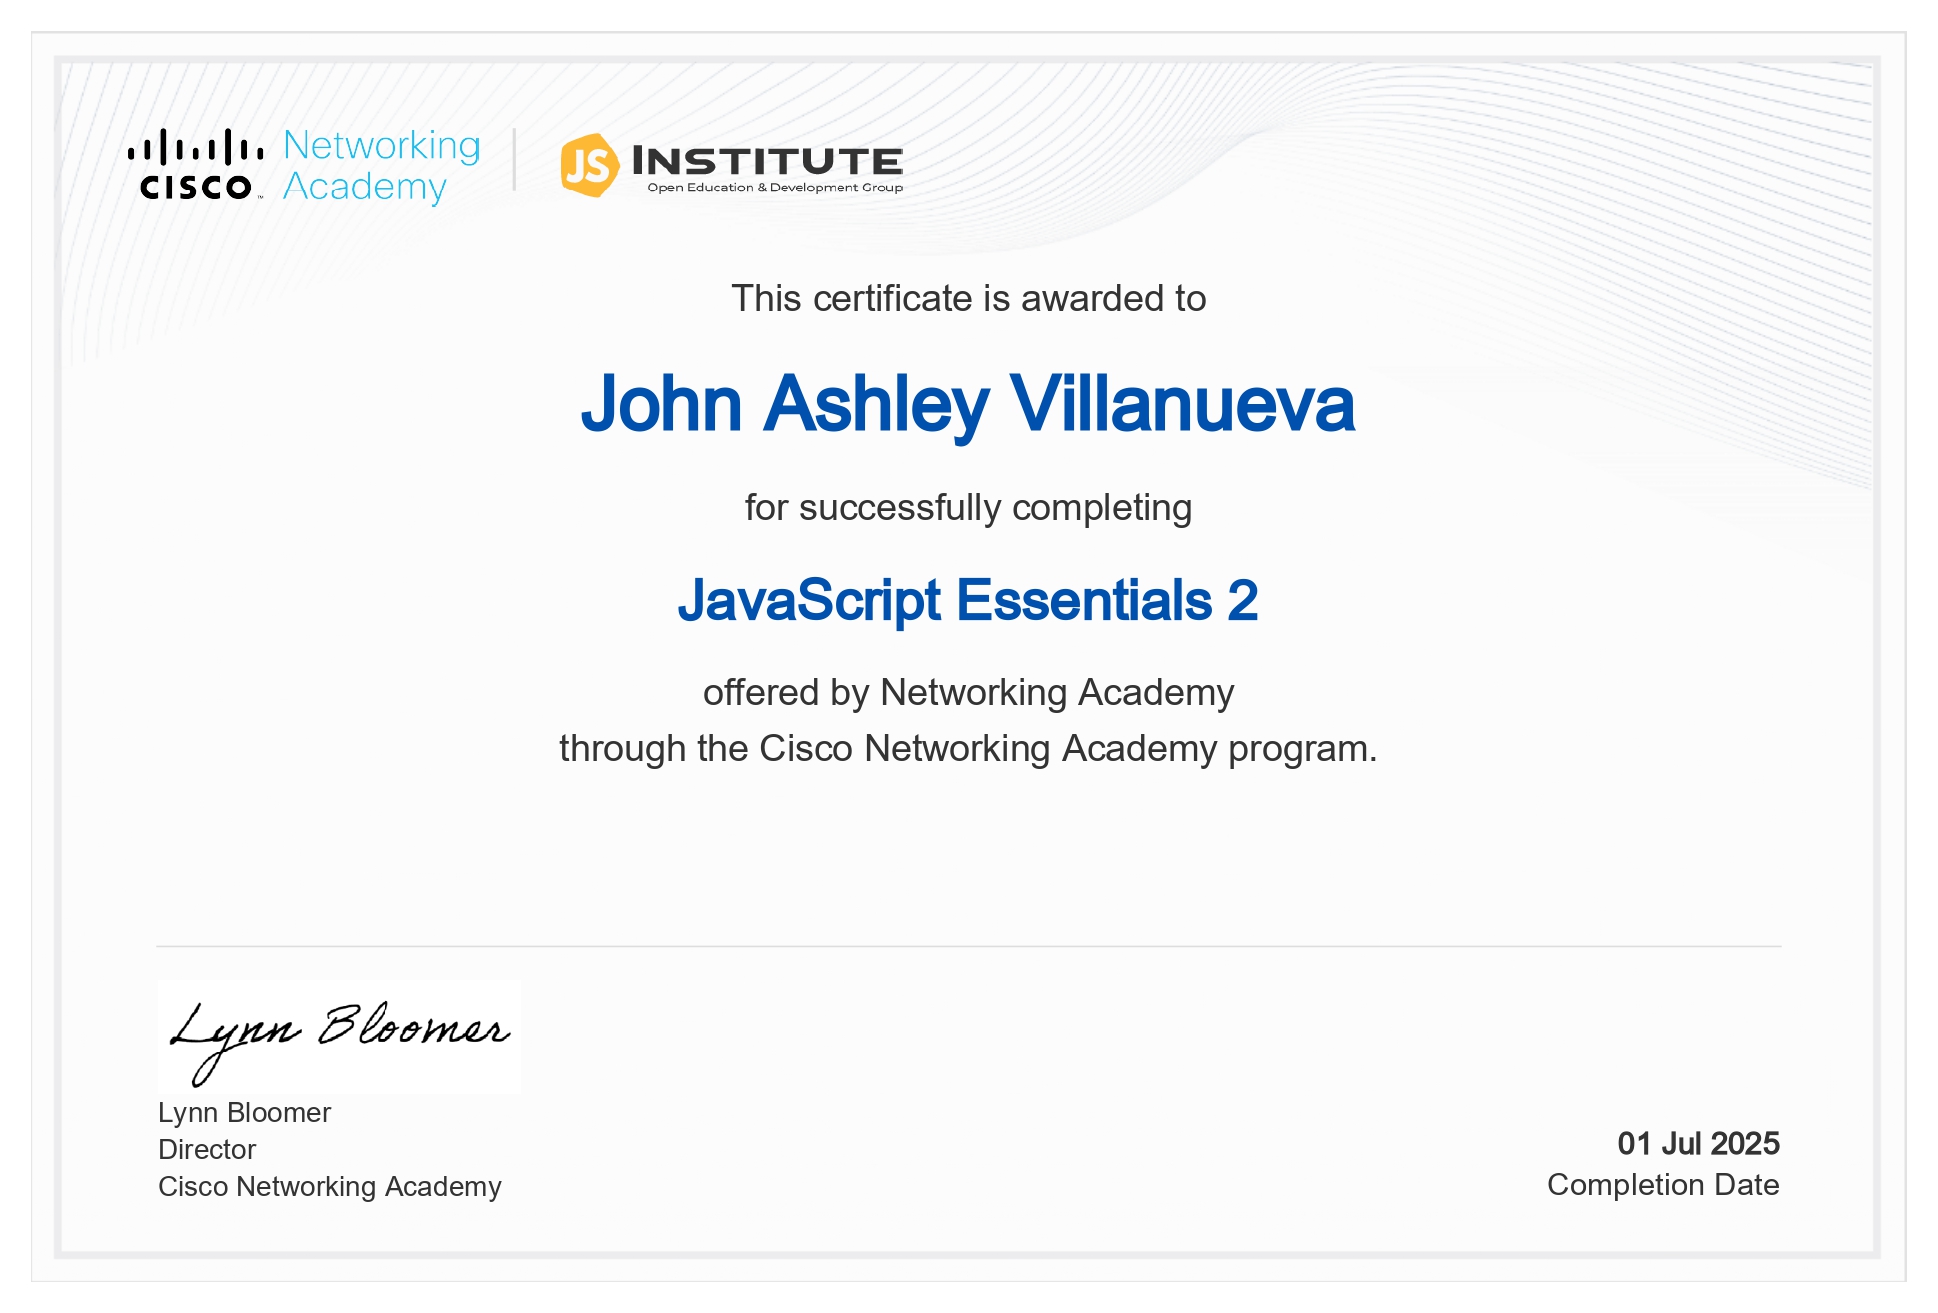 CISCO™ Networking Academy
JS INSTITUTE
Open Education & Development Group
This certificate is awarded to
John Ashley Villanueva
for successfully completing
JavaScript Essentials 2
offered by Networking Academy
through the Cisco Networking Academy program.
Lynn Bloomer
Lynn Bloomer
Director
Cisco Networking Academy
01 Jul 2025
Completion Date